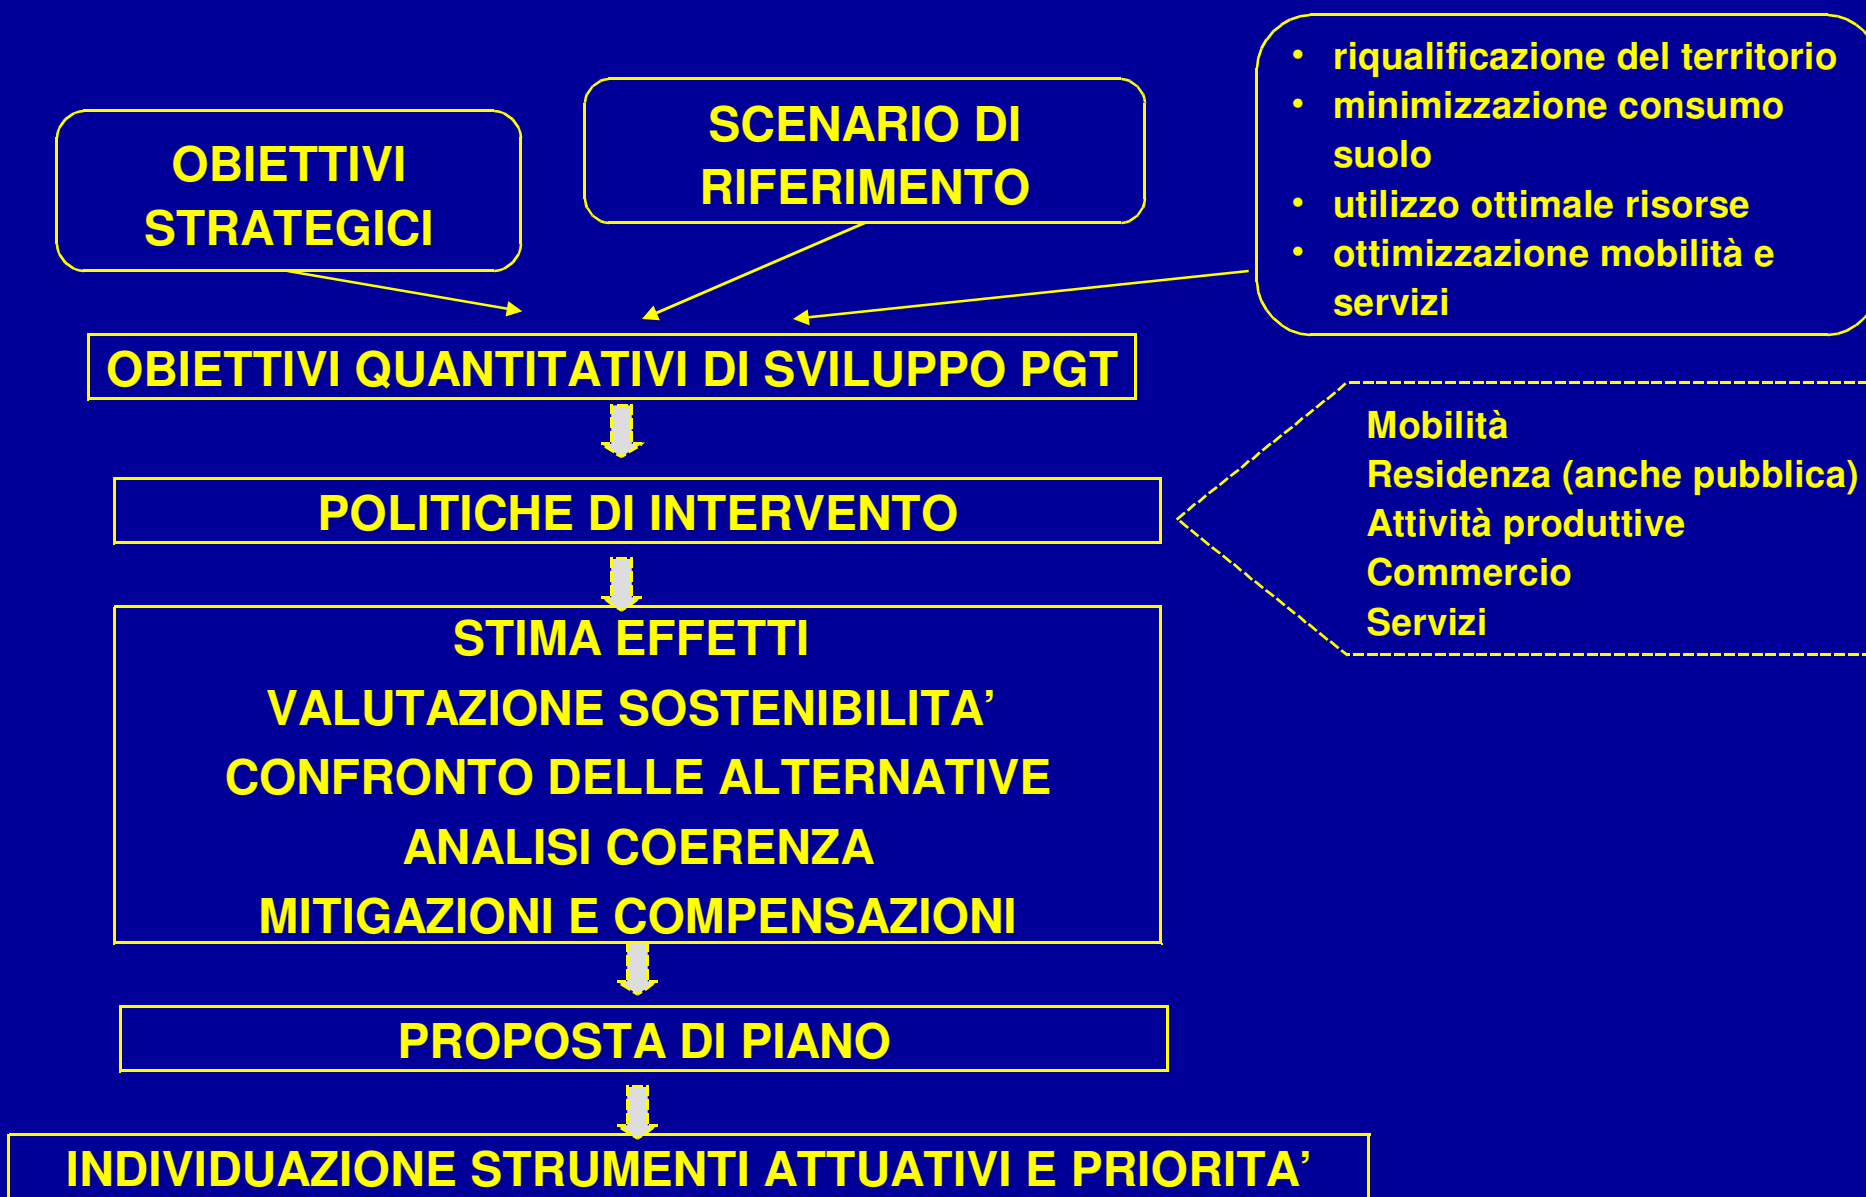 OBIETTIVI
STRATEGICI
SCENARIO DI
RIFERIMENTO
• riqualificazione del territorio
• minimizzazione consumo
suolo
• utilizzo ottimale risorse
• ottimizzazione mobilità e
servizi
OBIETTIVI QUANTITATIVI DI SVILUPPO PGT
POLITICHE DI INTERVENTO
Mobilità
Residenza (anche pubblica)
Attività produttive
Commercio
Servizi
STIMA EFFETTI
VALUTAZIONE SOSTENIBILITA’
CONFRONTO DELLE ALTERNATIVE
ANALISI COERENZA
MITIGAZIONI E COMPENSAZIONI
PROPOSTA DI PIANO
INDIVIDUAZIONE STRUMENTI ATTUATIVI E PRIORITA’